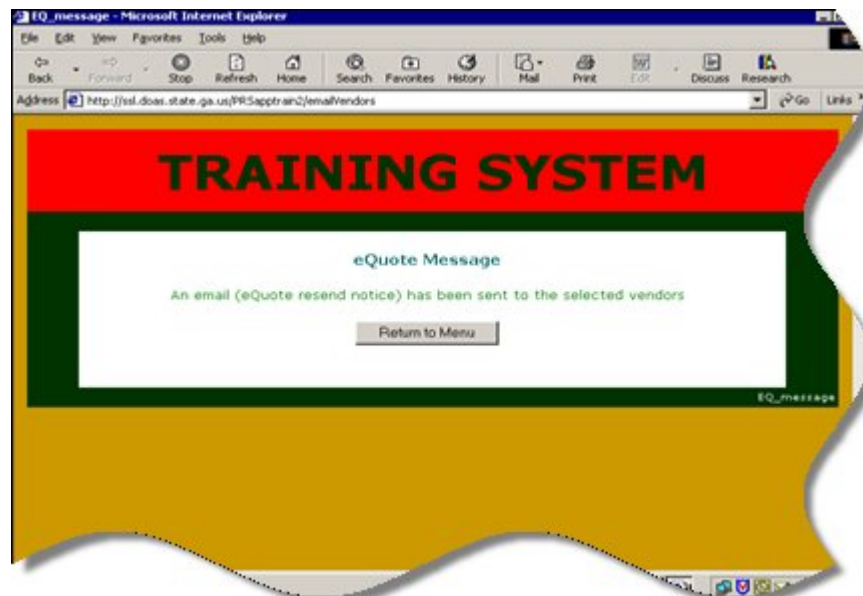 EQ_message - Microsoft Internet Explorer
File Edit View Favorites Tools Help
Back Forward Stop Refresh Home Search Favorites History Mail Print Edit Discuss Research
Address http://ssl.doas.state.ga.us/PRSapptrain2/emailVendors Go Links
TRAINING SYSTEM
eQuote Message
An email (eQuote resend notice) has been sent to the selected vendors
Return to Menu
EQ_message